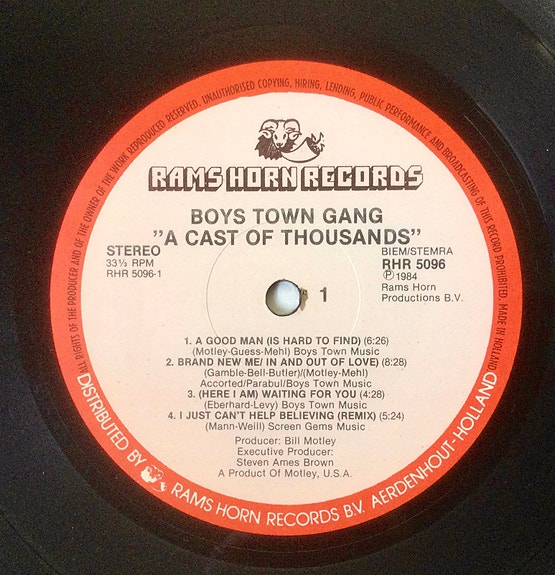 ALL RIGHTS OF THE PRODUCER AND OF THE OWNER OF THE WORK REPRODUCED RESERVED. UNAUTHORISED COPYING, HIRING, LENDING, PUBLIC PERFORMANCE AND BROADCASTING OF THIS RECORD PROHIBITED. MADE IN HOLLAND
RAMS HORN RECORDS
BOYS TOWN GANG
"A CAST OF THOUSANDS"
STEREO
33⅓ RPM
RHR 5096-1
BIEM/STEMRA
RHR 5096
Ⓟ 1984
Rams Horn
Productions B.V.
1
1. A GOOD MAN (IS HARD TO FIND) (6:26)
(Motley-Guess-Mehl) Boys Town Music
2. BRAND NEW ME/ IN AND OUT OF LOVE) (8:28)
(Gamble-Bell-Butler)/(Motley-Mehl)
Accorted/Parabul/Boys Town Music
3. (HERE I AM) WAITING FOR YOU (4:28)
(Eberhard-Levy) Boys Town Music
4. I JUST CAN'T HELP BELIEVING (REMIX) (5:24)
(Mann-Weill) Screen Gems Music
Producer: Bill Motley
Executive Producer:
Steven Ames Brown
A Product Of Motley, U.S.A.
DISTRIBUTED BY RAMS HORN RECORDS B.V. AERDENHOUT-HOLLAND